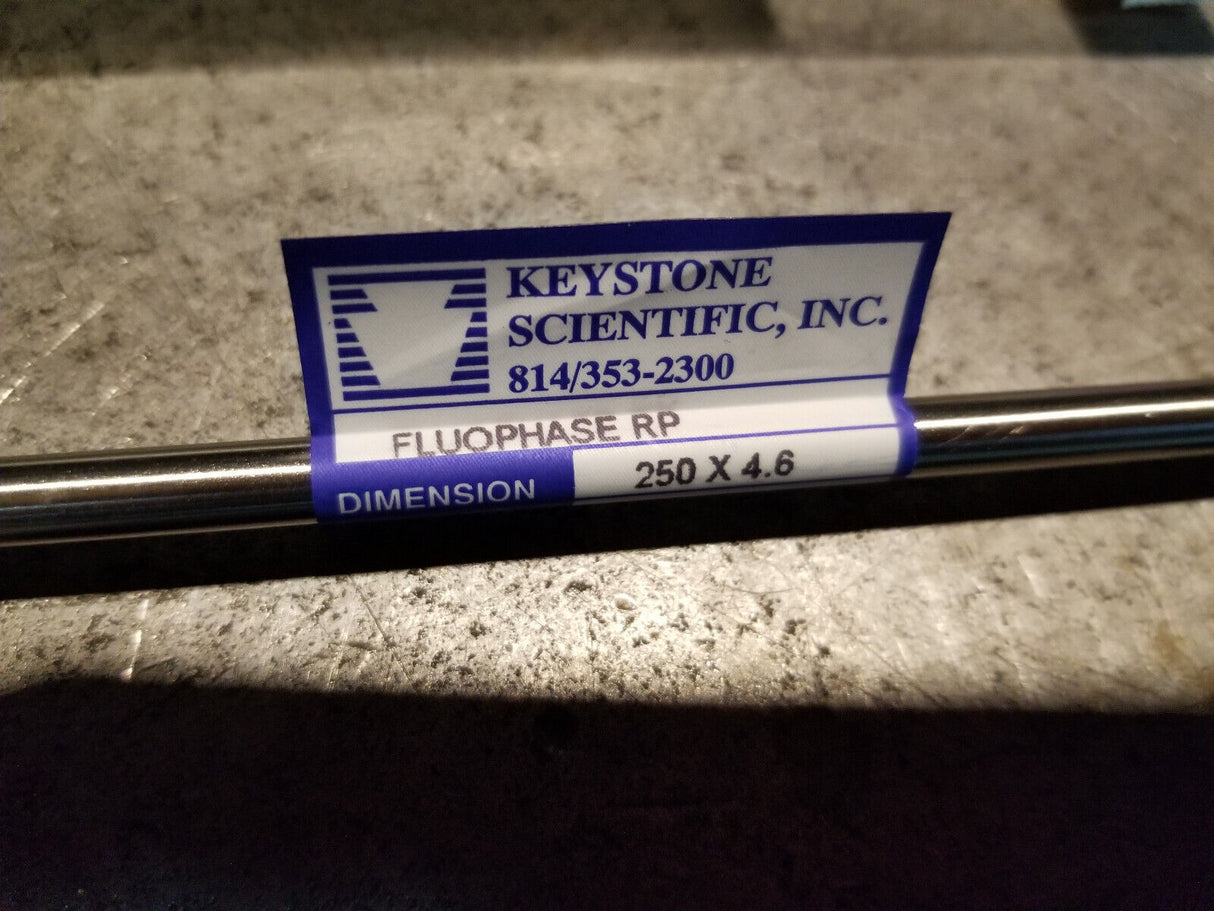 KEYSTONE
SCIENTIFIC, INC.
814/353-2300
FLUOPHASE RP
DIMENSION 250 X 4.6